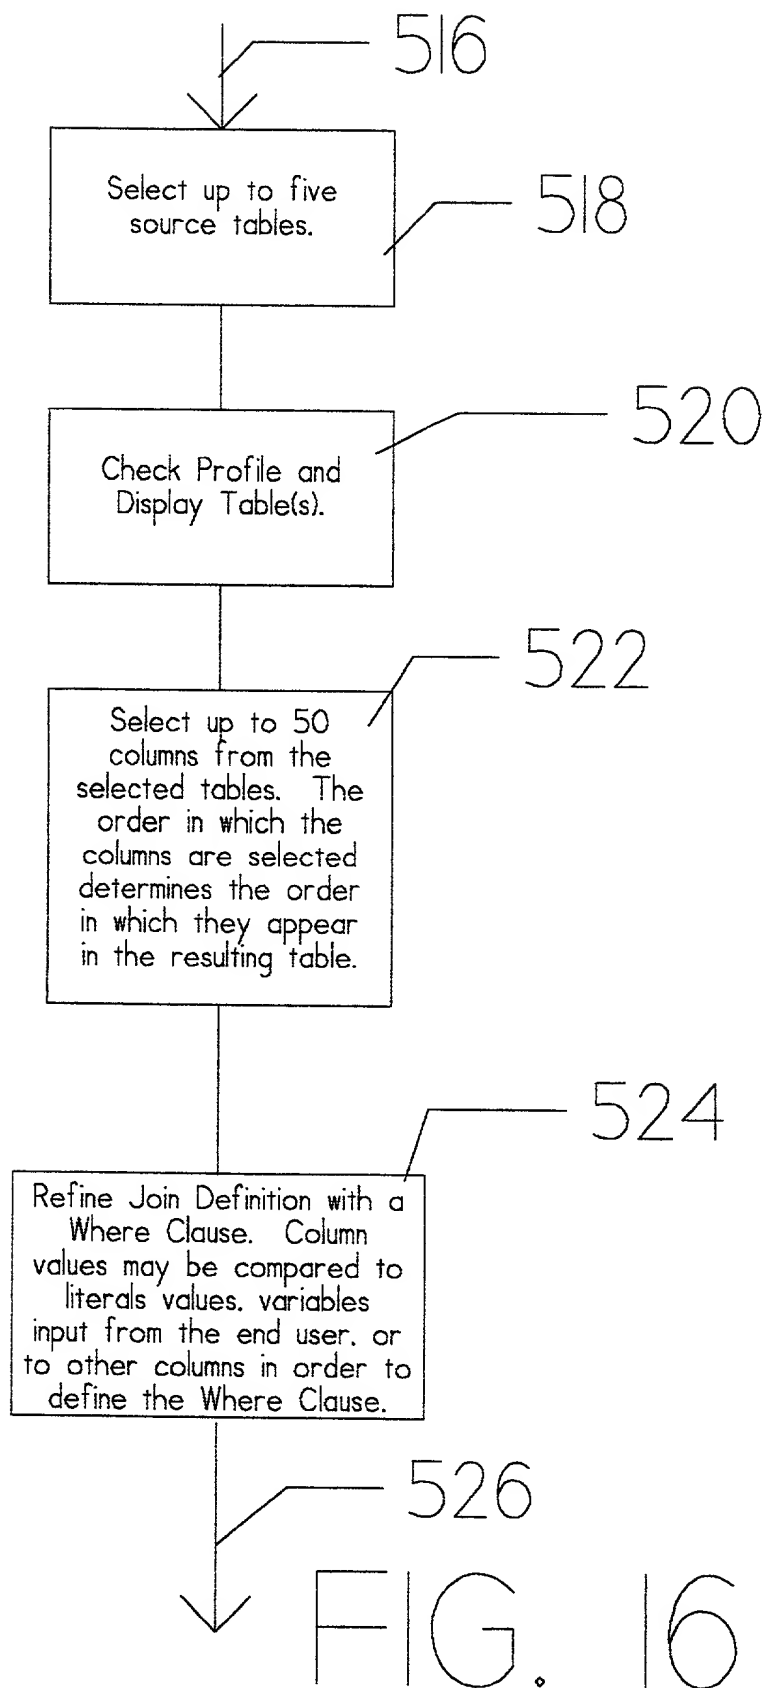 516
Select up to five
source tables.
518
520
Check Profile and
Display Table(s).
522
Select up to 50
columns from the
selected tables. The
order in which the
columns are selected
determines the order
in which they appear
in the resulting table.
524
Refine Join Definition with a
Where Clause. Column
values may be compared to
literals values. variables
input from the end user. or
to other columns in order to
define the Where Clause.
526
FIG. 16